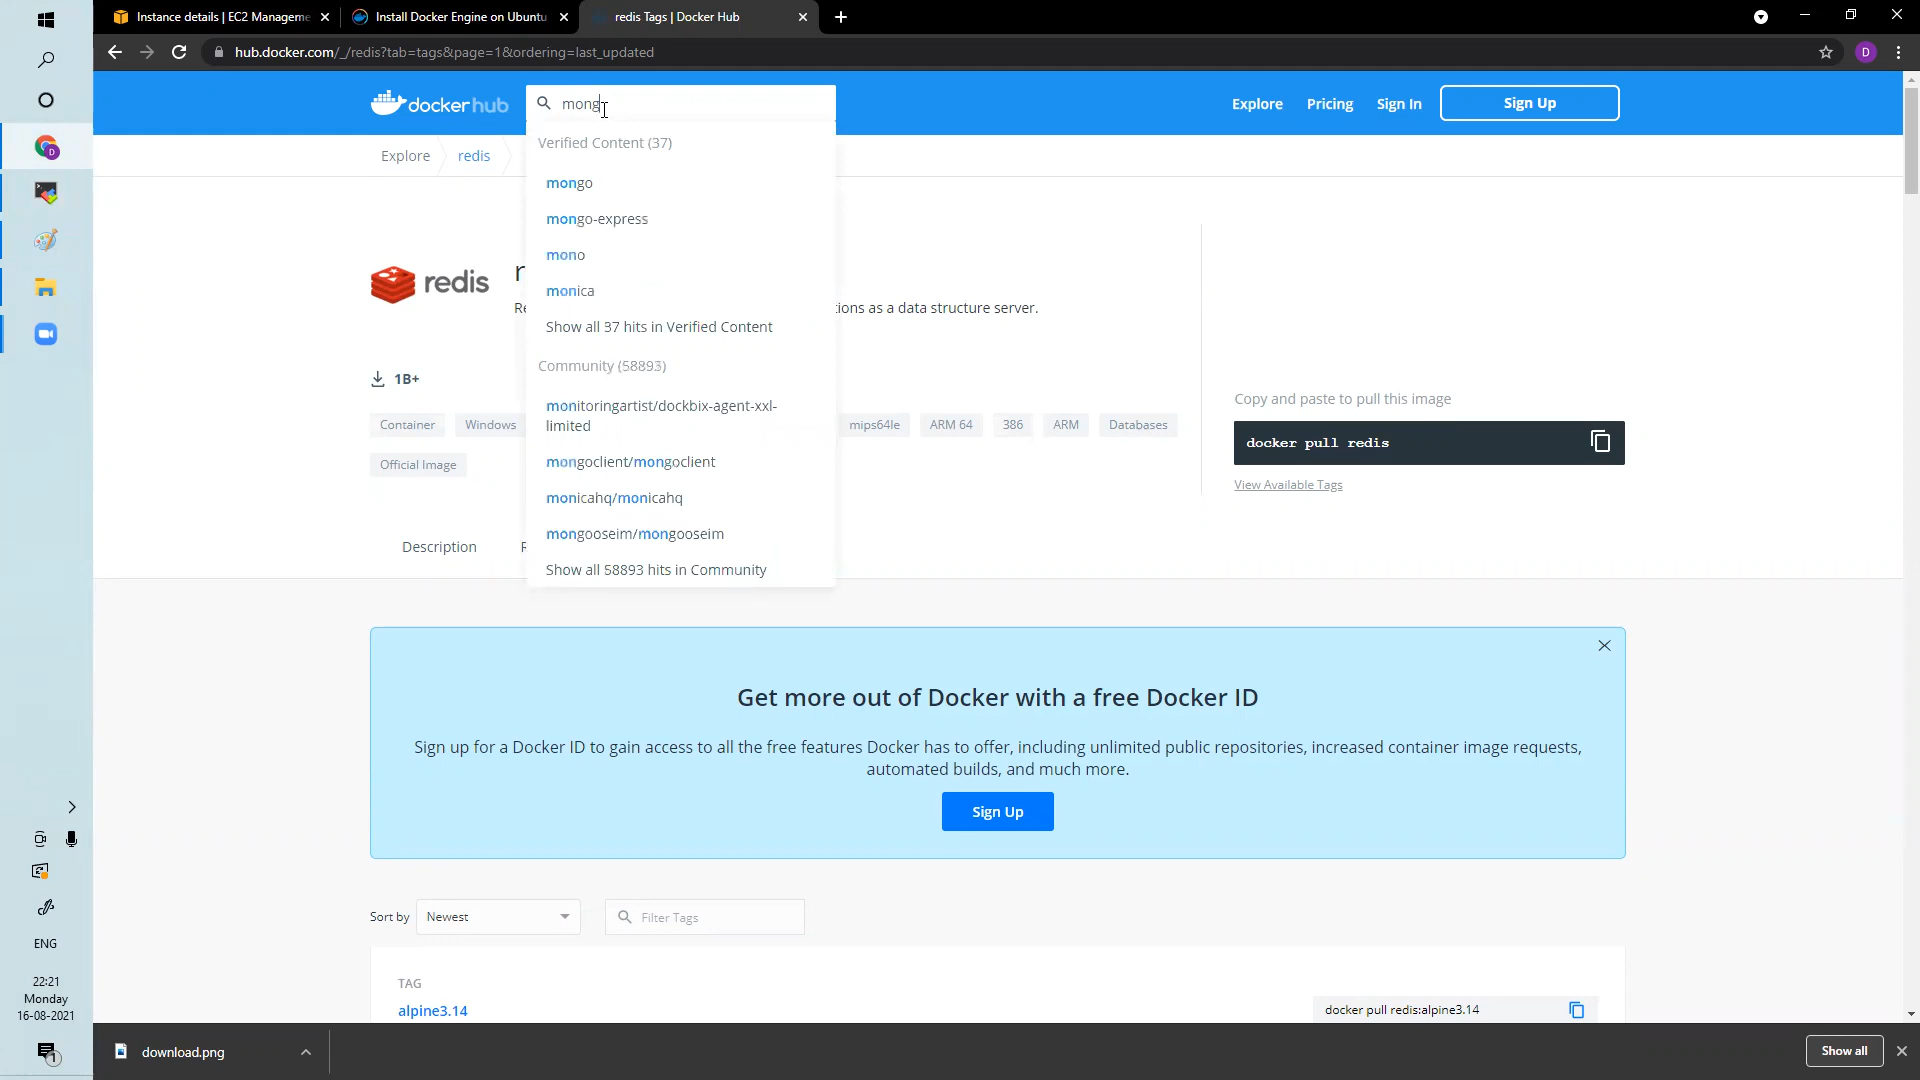 Instance details | EC2 Manageme
Install Docker Engine on Ubuntu
redis Tags | Docker Hub
hub.docker.com/_/redis?tab=tags&page=1&ordering=last_updated
D
docker hub
mong
Explore
Pricing
Sign In
Sign Up
Explore
redis
Verified Content (37)
mongo
mongo-express
mono
monica
Show all 37 hits in Verified Content
Community (58893)
monitoringartist/dockbix-agent-xxl-
limited
mongoclient/mongoclient
monicahq/monicahq
mongooseim/mongooseim
Show all 58893 hits in Community
redis
r
Re
ions as a data structure server.
1B+
Container
Windows
mips64le
ARM 64
386
ARM
Databases
Official Image
Copy and paste to pull this image
docker pull redis
View Available Tags
Description
R
Get more out of Docker with a free Docker ID
Sign up for a Docker ID to gain access to all the free features Docker has to offer, including unlimited public repositories, increased container image requests,
automated builds, and much more.
Sign Up
Sort by
Newest
Filter Tags
TAG
alpine3.14
docker pull redis:alpine3.14
D
ENG
22:21
Monday
16-08-2021
1
download.png
Show all